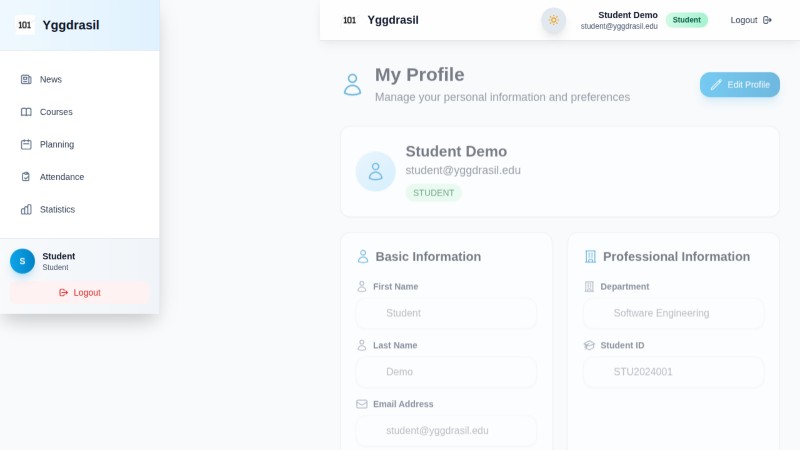 101 Yggdrasil
News
Courses
Planning
Attendance
Statistics
S
Student
Student
Logout
101 Yggdrasil
Student Demo
student@yggdrasil.edu
Student
Logout
My Profile
Manage your personal information and preferences
Edit Profile
Student Demo
student@yggdrasil.edu
STUDENT
Basic Information
First Name
Student
Last Name
Demo
Email Address
student@yggdrasil.edu
Professional Information
Department
Software Engineering
Student ID
STU2024001